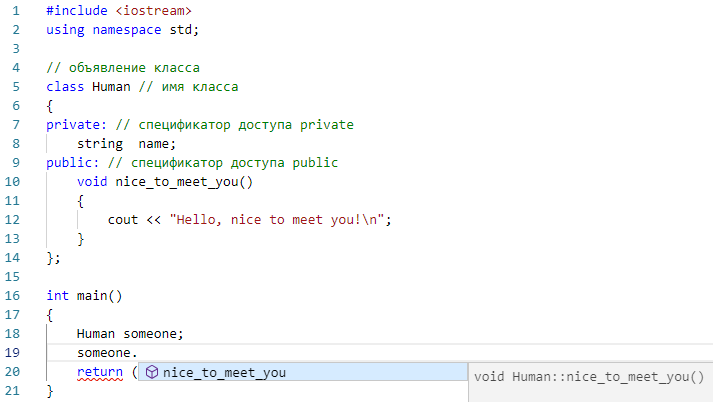 1 #include <iostream>
2 using namespace std;
3
4 // объявление класса
5 class Human // имя класса
6 {
7 private: // спецификатор доступа private
8 string  name;
9 public: // спецификатор доступа public
10 void nice_to_meet_you()
11 {
12 cout << "Hello, nice to meet you!\n";
13 }
14 };
15
16 int main()
17 {
18 Human someone;
19 someone.
20 return (
nice_to_meet_you
void Human::nice_to_meet_you()
21 }